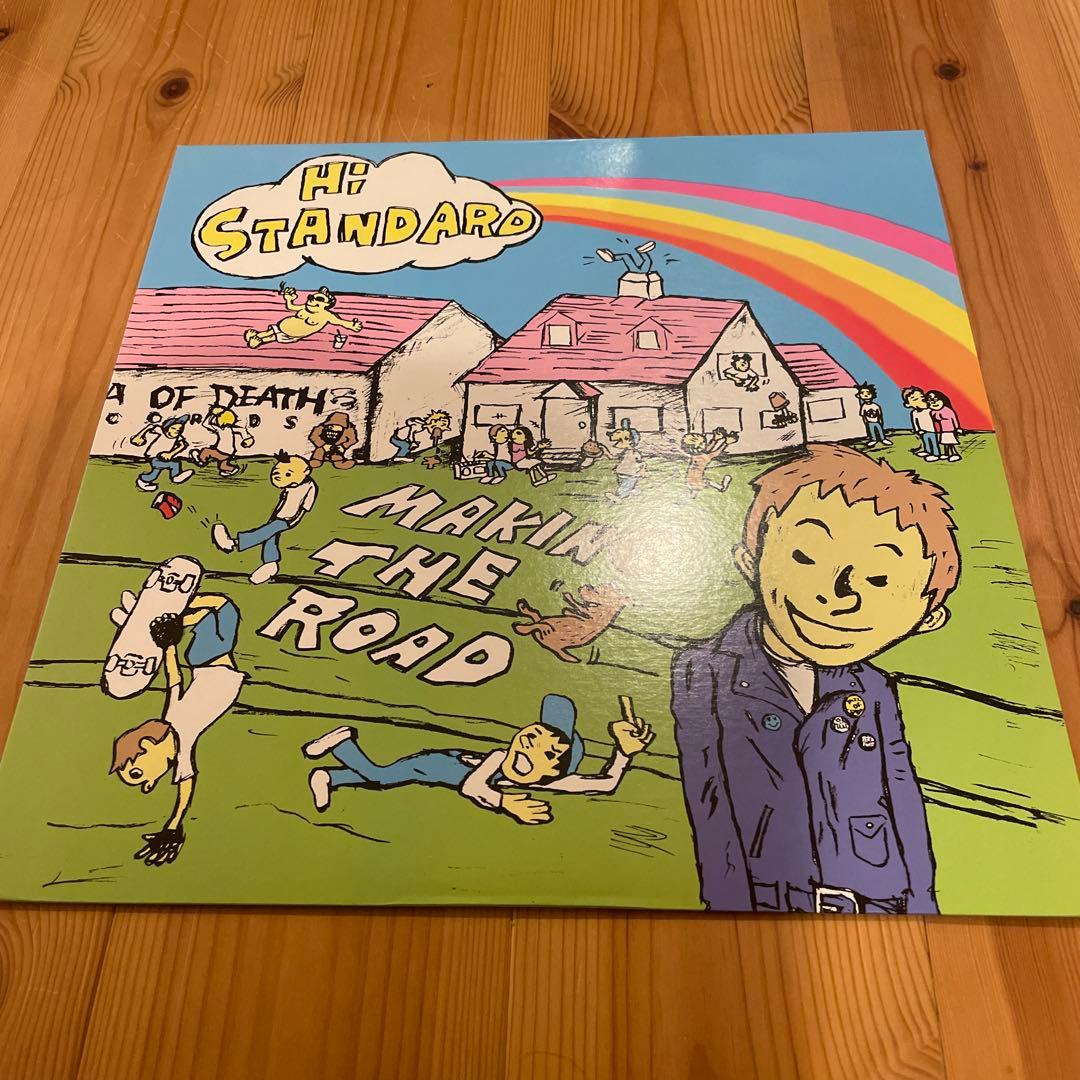 Hi
STANDARD
A OF DEATH
C O R D S
MAKIN
THE
ROAD